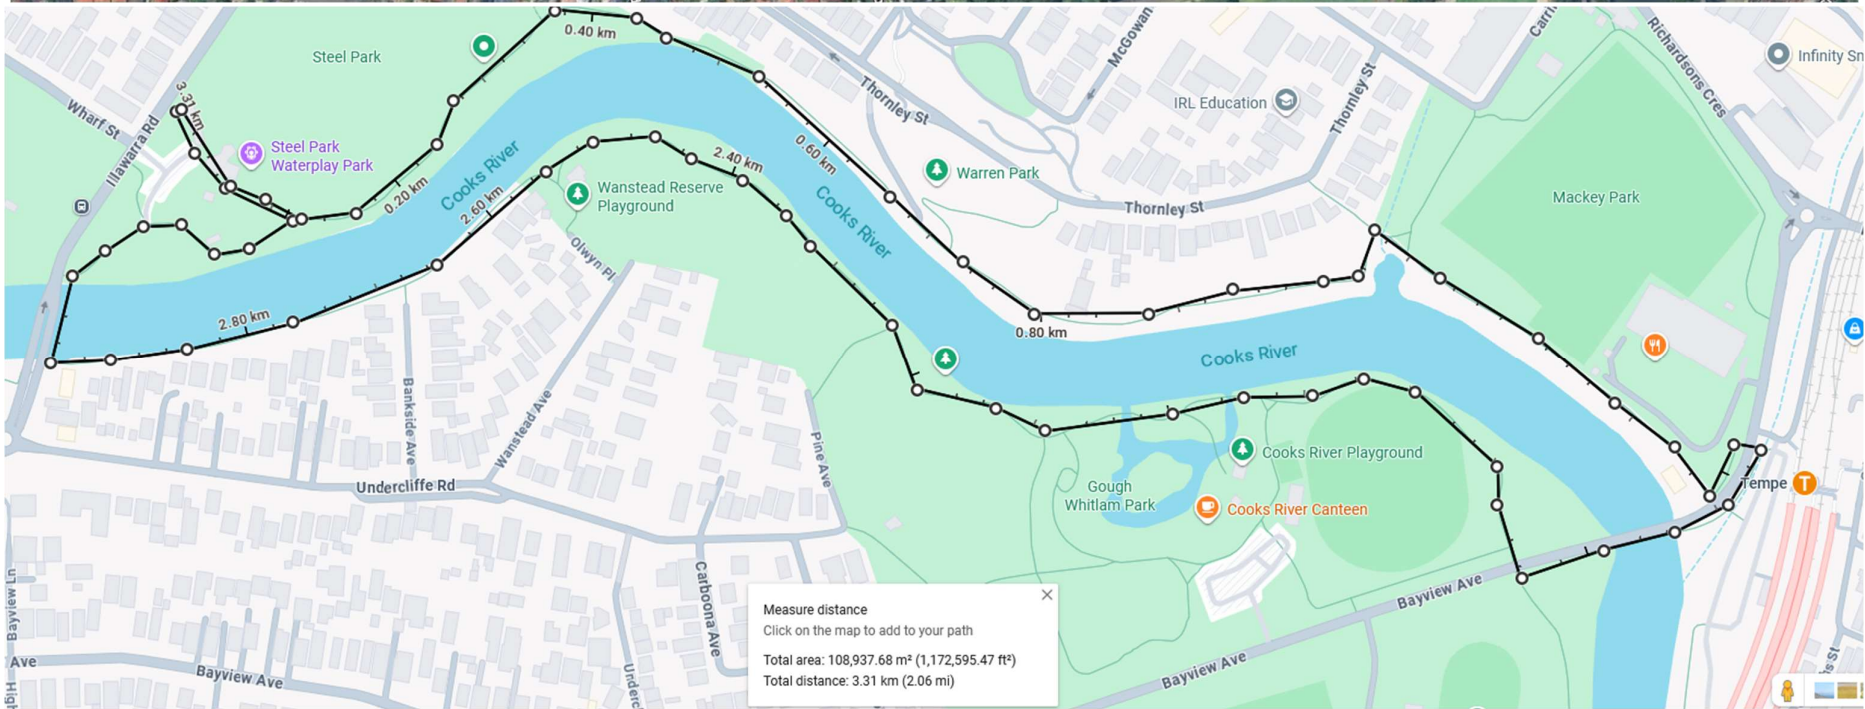 0.40 km
Steel Park
McGowan
Carri
Richardsons Cres
Infinity Sn
3.31 km
Wharf St
Illawarra Rd
Thornley St
IRL Education
Thornley St
Steel Park
Waterplay Park
Cooks River
0.60 km
2.40 km
Warren Park
0.20 km
2.60 km
Wanstead Reserve
Playground
Cooks River
Thornley St
Mackey Park
Olwyn Pl
2.80 km
0.80 km
Cooks River
Bankside Ave
Wanstead Ave
Pine Ave
Cooks River Playground
Undercliffe Rd
Gough
Whitlam Park
Cooks River Canteen
Tempe
T
Bayview Ln
Carboona Ave
Bayview Ave
Measure distance
Click on the map to add to your path
Total area: 108,937.68 m² (1,172,595.47 ft²)
Total distance: 3.31 km (2.06 mi)
Ave
Bayview Ave
Bayview Ave
Underc
High
s St